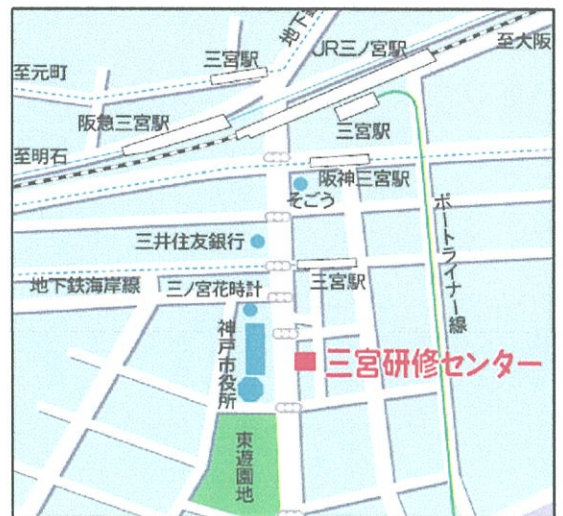 地下鉄
JR三ノ宮駅
至大阪
三宮駅
至元町
阪急三宮駅
三宮駅
至明石
阪神三宮駅
そごう
ポートライナー線
三井住友銀行
地下鉄海岸線
三ノ宮花時計
三宮駅
神戸市役所
三宮研修センター
東遊園地